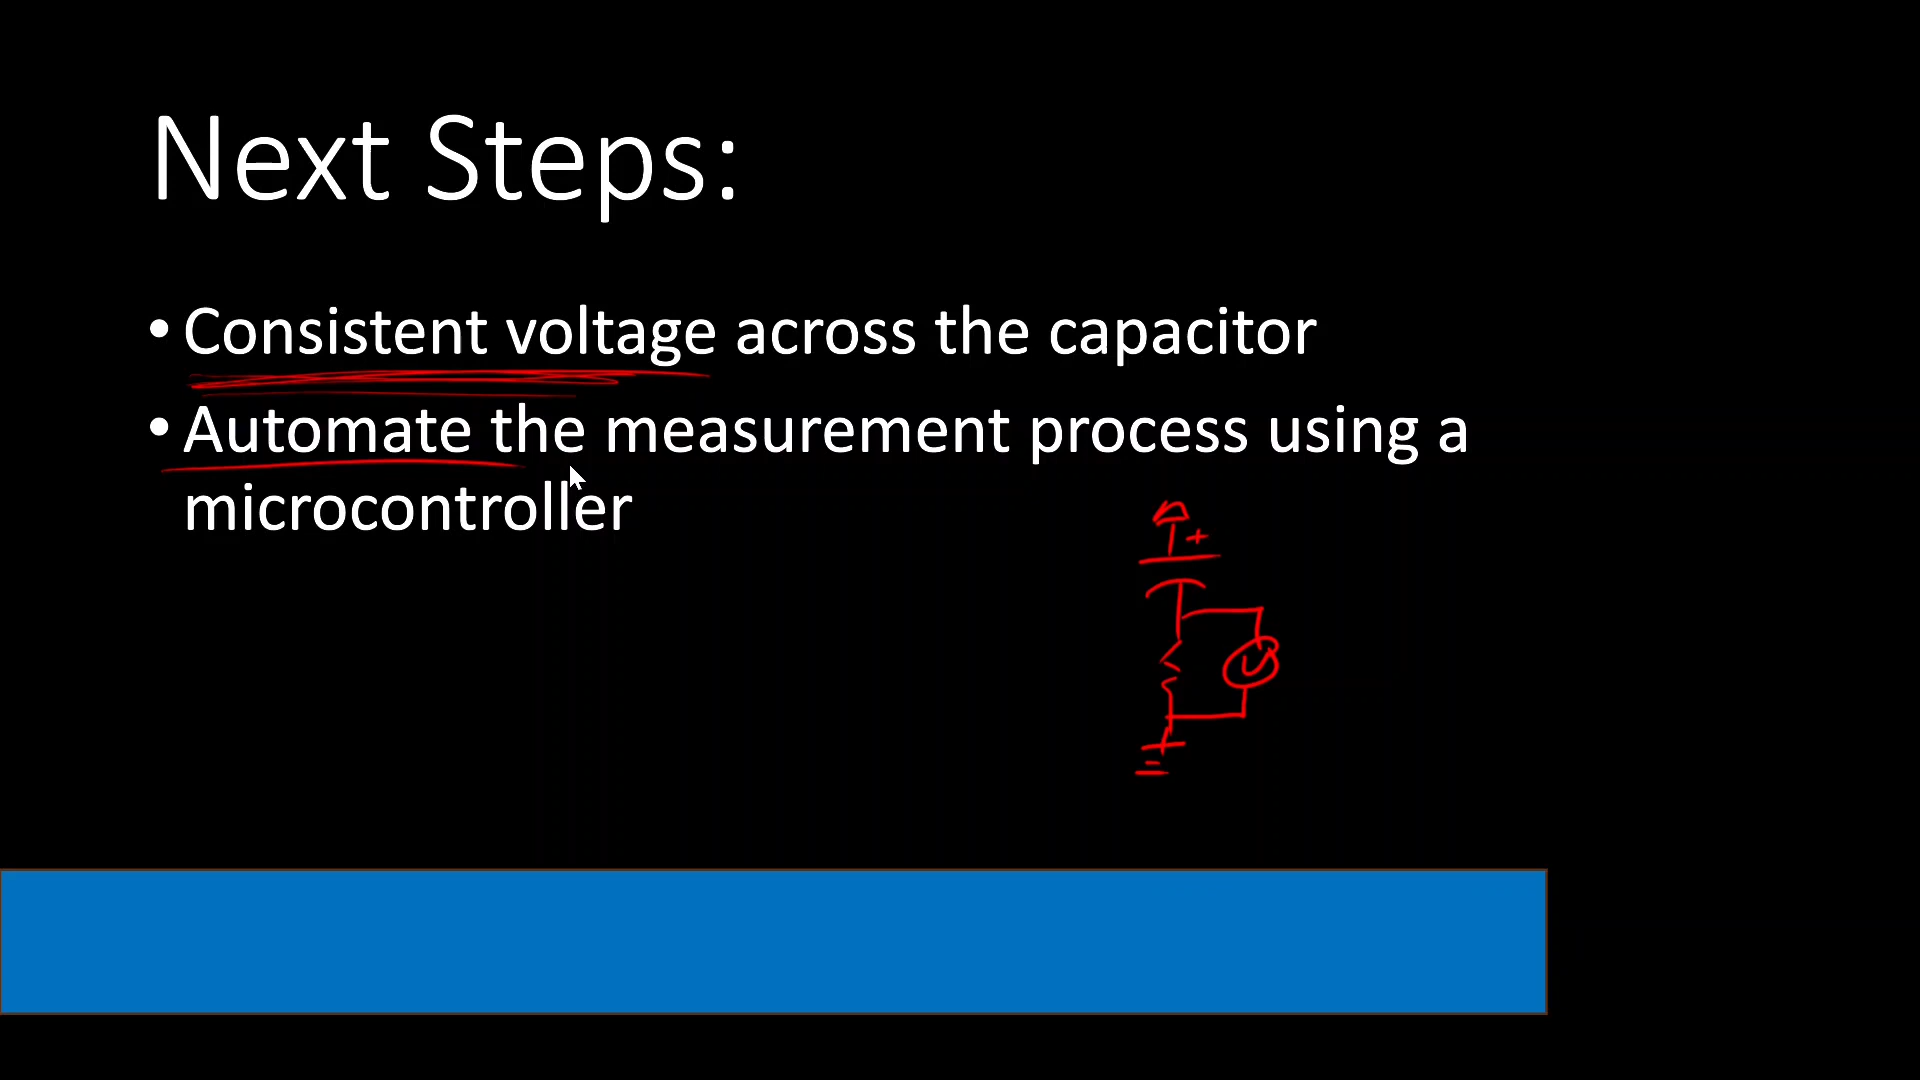 Next Steps:
• Consistent voltage across the capacitor
• Automate the measurement process using a
microcontroller
+
V